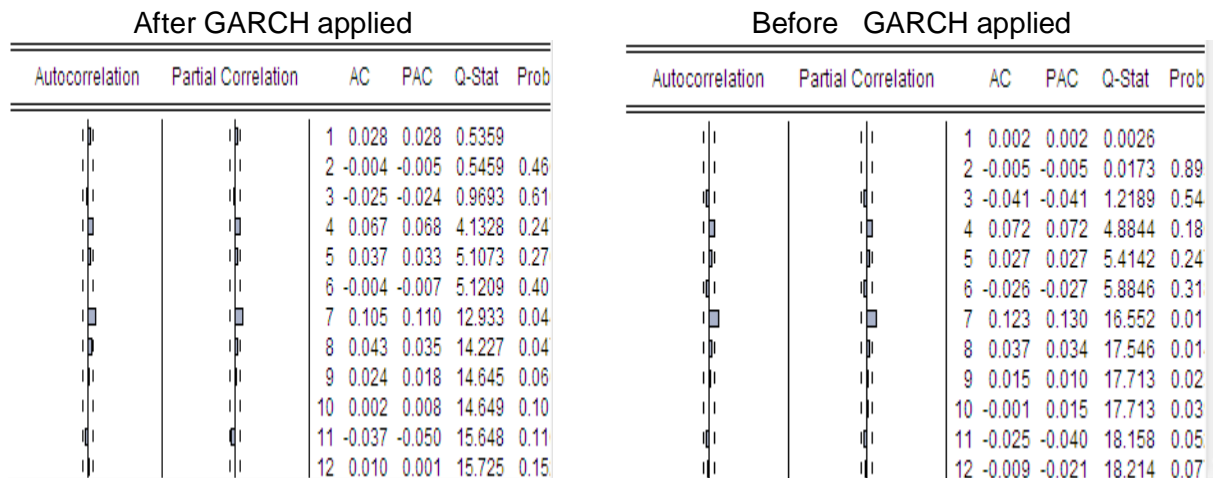 After GARCH applied
Autocorrelation Partial Correlation AC PAC Q-Stat Prob
1 0.028 0.028 0.5359
2 -0.004 -0.005 0.5459 0.46
3 -0.025 -0.024 0.9693 0.61
4 0.067 0.068 4.1328 0.24
5 0.037 0.033 5.1073 0.27
6 -0.004 -0.007 5.1209 0.40
7 0.105 0.110 12.933 0.04
8 0.043 0.035 14.227 0.04
9 0.024 0.018 14.645 0.06
10 0.002 0.008 14.649 0.10
11 -0.037 -0.050 15.648 0.11
12 0.010 0.001 15.725 0.15
Before GARCH applied
Autocorrelation Partial Correlation AC PAC Q-Stat Prob
1 0.002 0.002 0.0026
2 -0.005 -0.005 0.0173 0.89
3 -0.041 -0.041 1.2189 0.54
4 0.072 0.072 4.8844 0.18
5 0.027 0.027 5.4142 0.24
6 -0.026 -0.027 5.8846 0.31
7 0.123 0.130 16.552 0.01
8 0.037 0.034 17.546 0.01
9 0.015 0.010 17.713 0.02
10 -0.001 0.015 17.713 0.03
11 -0.025 -0.040 18.158 0.05
12 -0.009 -0.021 18.214 0.07